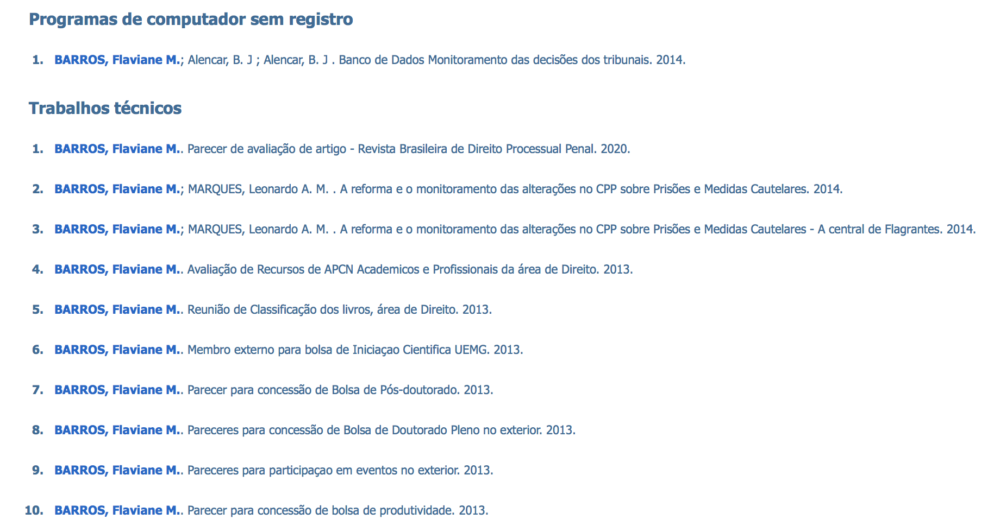 Programas de computador sem registro
1. BARROS, Flaviane M.; Alencar, B. J ; Alencar, B. J . Banco de Dados Monitoramento das decisões dos tribunais. 2014.
Trabalhos técnicos
1. BARROS, Flaviane M.. Parecer de avaliação de artigo - Revista Brasileira de Direito Processual Penal. 2020.
2. BARROS, Flaviane M.; MARQUES, Leonardo A. M. . A reforma e o monitoramento das alterações no CPP sobre Prisões e Medidas Cautelares. 2014.
3. BARROS, Flaviane M.; MARQUES, Leonardo A. M. . A reforma e o monitoramento das alterações no CPP sobre Prisões e Medidas Cautelares - A central de Flagrantes. 2014.
4. BARROS, Flaviane M.. Avaliação de Recursos de APCN Academicos e Profissionais da área de Direito. 2013.
5. BARROS, Flaviane M.. Reunião de Classificação dos livros, área de Direito. 2013.
6. BARROS, Flaviane M.. Membro externo para bolsa de Iniciaçao Cientifica UEMG. 2013.
7. BARROS, Flaviane M.. Parecer para concessão de Bolsa de Pós-doutorado. 2013.
8. BARROS, Flaviane M.. Pareceres para concessão de Bolsa de Doutorado Pleno no exterior. 2013.
9. BARROS, Flaviane M.. Pareceres para participaçao em eventos no exterior. 2013.
10. BARROS, Flaviane M.. Parecer para concessão de bolsa de produtividade. 2013.